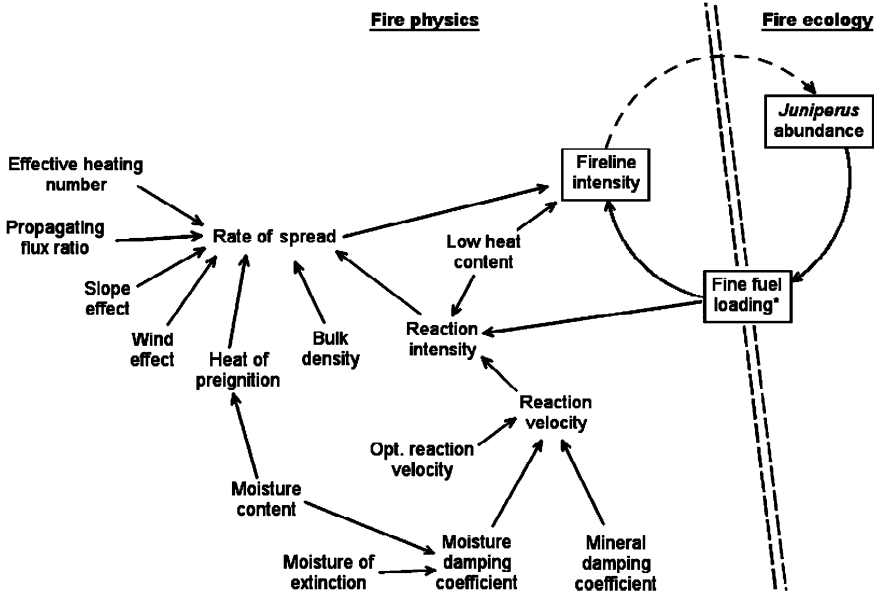 Fire physics
Fire ecology
Juniperus
abundance
Fireline
intensity
Effective heating
number
Propagating
flux ratio
Rate of spread
Low heat
content
Slope
effect
Fine fuel
loading*
Wind
effect
Heat of
preignition
Bulk
density
Reaction
intensity
Reaction
velocity
Opt. reaction
velocity
Moisture
content
Moisture of
extinction
Moisture
damping
coefficient
Mineral
damping
coefficient